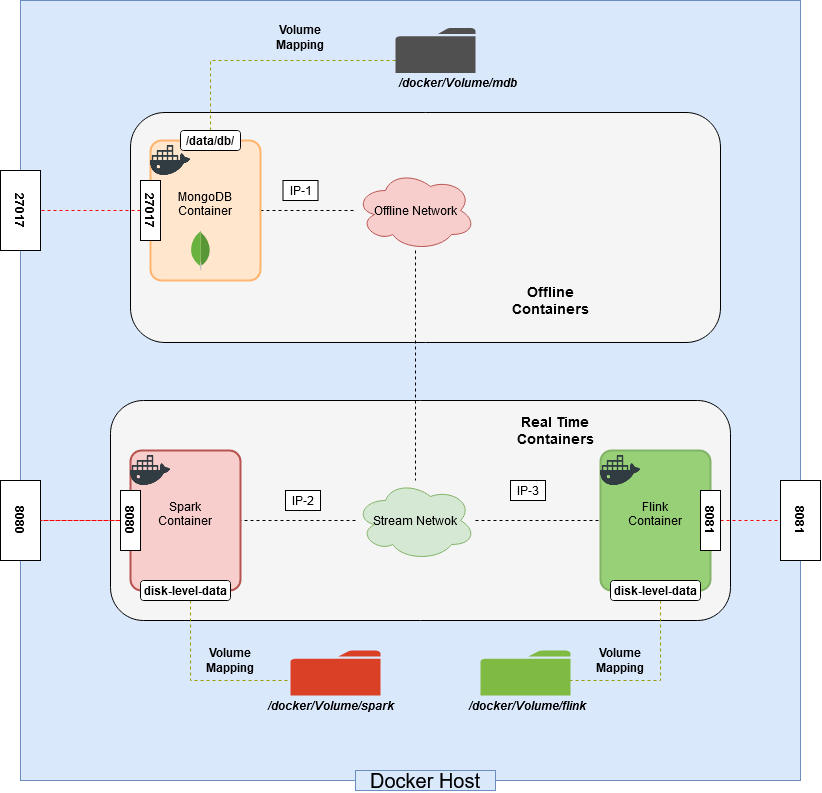 Volume
Mapping
/docker/Volume/mdb
/data/db/
27017
27017
MongoDB
Container
IP-1
Offline Network
Offline
Containers
Real Time
Containers
8080
8080
Spark
Container
IP-2
Stream Netwok
IP-3
Flink
Container
8081
8081
disk-level-data
disk-level-data
Volume
Mapping
/docker/Volume/spark
Volume
Mapping
/docker/Volume/flink
Docker Host